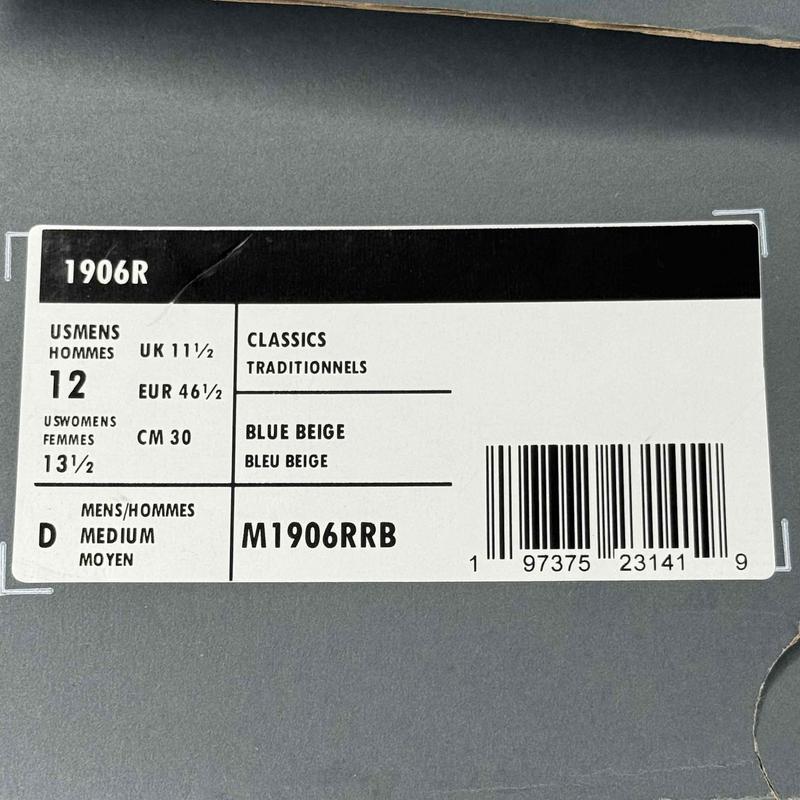 1906R
USMENS
HOMMES
12
UK 11½
EUR 46½
USWOMENS
FEMMES
13½
CM 30
CLASSICS
TRADITIONNELS
BLUE BEIGE
BLEU BEIGE
D
MENS/HOMMES
MEDIUM
MOYEN
M1906RRB
1 97375 23141 9